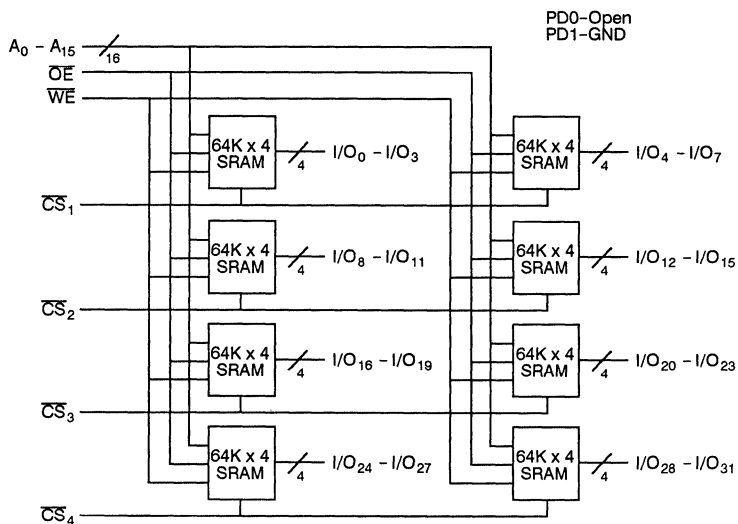 PD0-Open
PD1-GND
A0 – A15
16
OE
WE
64K x 4
SRAM
4
I/O0 – I/O3
64K x 4
SRAM
4
I/O4 – I/O7
CS1
64K x 4
SRAM
4
I/O8 – I/O11
64K x 4
SRAM
4
I/O12 – I/O15
CS2
64K x 4
SRAM
4
I/O16 – I/O19
64K x 4
SRAM
4
I/O20 – I/O23
CS3
64K x 4
SRAM
4
I/O24 – I/O27
64K x 4
SRAM
4
I/O28 – I/O31
CS4